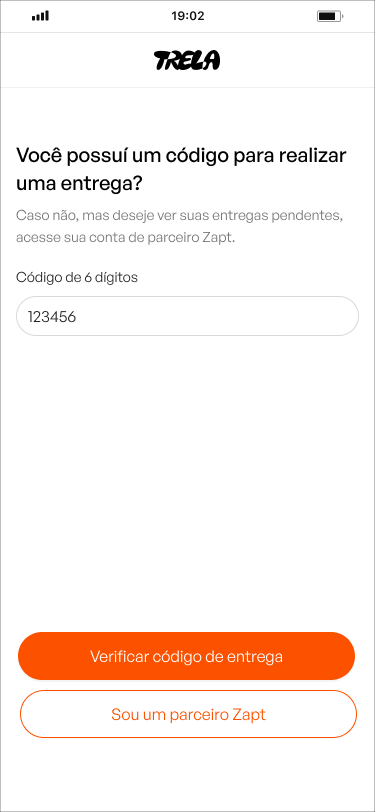 19:02
TRELA
Você possuí um código para realizar
uma entrega?
Caso não, mas deseje ver suas entregas pendentes,
acesse sua conta de parceiro Zapt.
Código de 6 dígitos
123456
Verificar código de entrega
Sou um parceiro Zapt